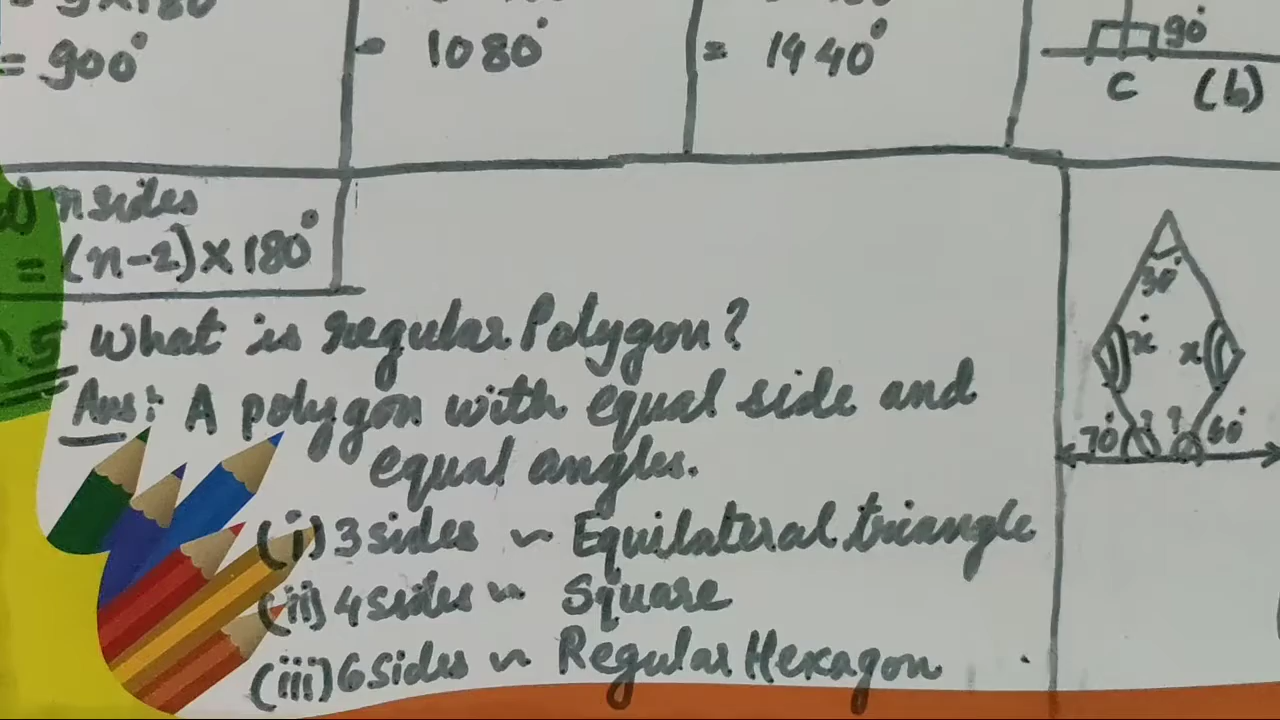 = 900°
= 1080°
= 1440°
90°
C (b)
n sides
= (n-2)×180°
What is regular Polygon?
Ans: A polygon with equal side and
equal angles.
(i) 3 sides ~ Equilateral triangle
(ii) 4 sides ~ Square
(iii) 6 sides ~ Regular Hexagon
30°
x x
70° ? ? 60°